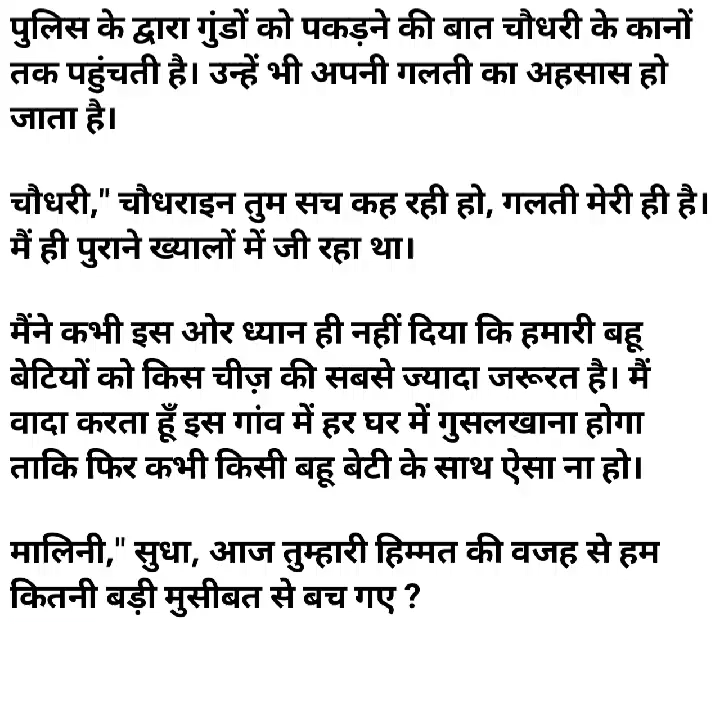 पुलिस के द्वारा गुंडों को पकड़ने की बात चौधरी के कानों
तक पहुंचती है। उन्हें भी अपनी गलती का अहसास हो
जाता है।
चौधरी," चौधराइन तुम सच कह रही हो, गलती मेरी ही है।
मैं ही पुराने ख्यालों में जी रहा था।
मैंने कभी इस ओर ध्यान ही नहीं दिया कि हमारी बहू
बेटियों को किस चीज़ की सबसे ज्यादा जरूरत है। मैं
वादा करता हूँ इस गांव में हर घर में गुसलखाना होगा
ताकि फिर कभी किसी बहू बेटी के साथ ऐसा ना हो।
मालिनी," सुधा, आज तुम्हारी हिम्मत की वजह से हम
कितनी बड़ी मुसीबत से बच गए ?